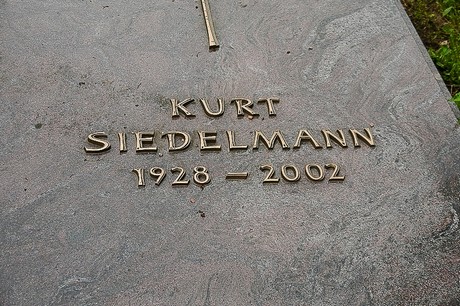 KURT
SIEDELMANN
1928 – 2002